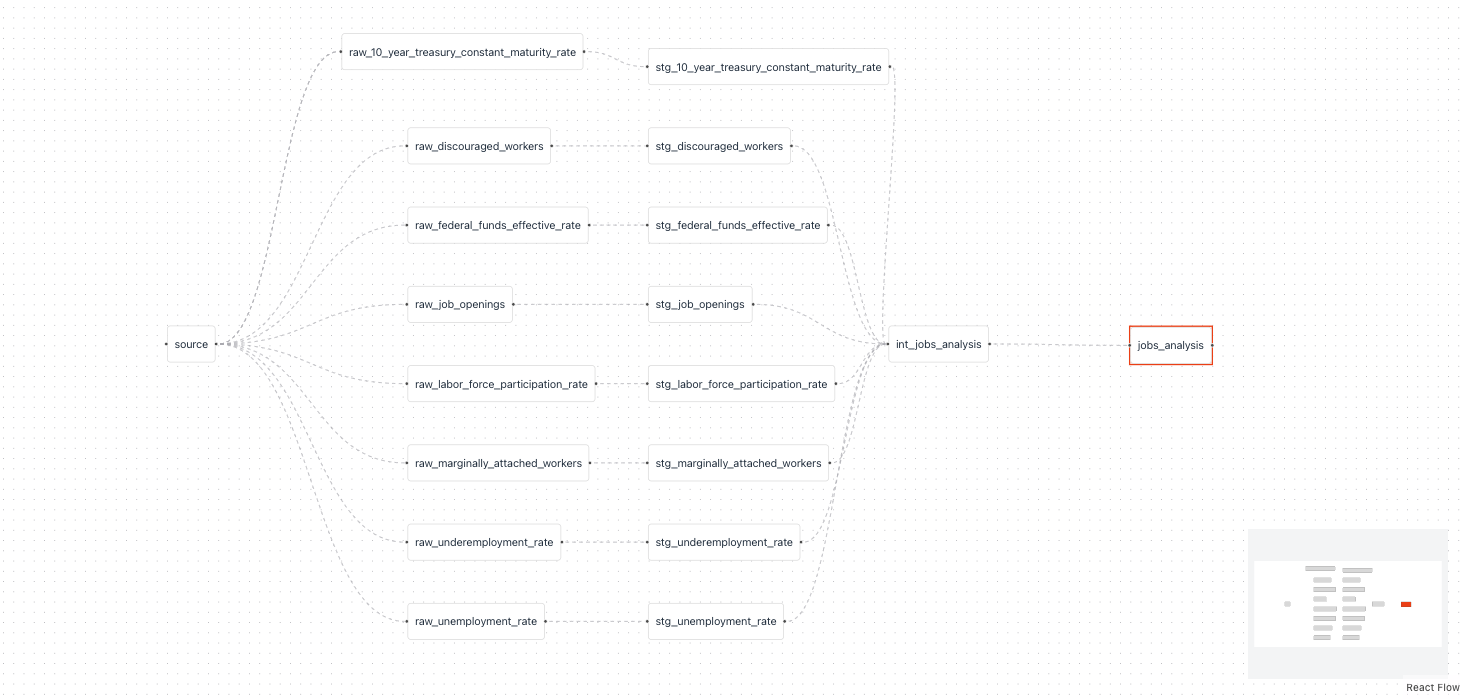 raw_10_year_treasury_constant_maturity_rate
stg_10_year_treasury_constant_maturity_rate
raw_discouraged_workers
stg_discouraged_workers
raw_federal_funds_effective_rate
stg_federal_funds_effective_rate
raw_job_openings
stg_job_openings
source
int_jobs_analysis
jobs_analysis
raw_labor_force_participation_rate
stg_labor_force_participation_rate
raw_marginally_attached_workers
stg_marginally_attached_workers
raw_underemployment_rate
stg_underemployment_rate
raw_unemployment_rate
stg_unemployment_rate
React Flow